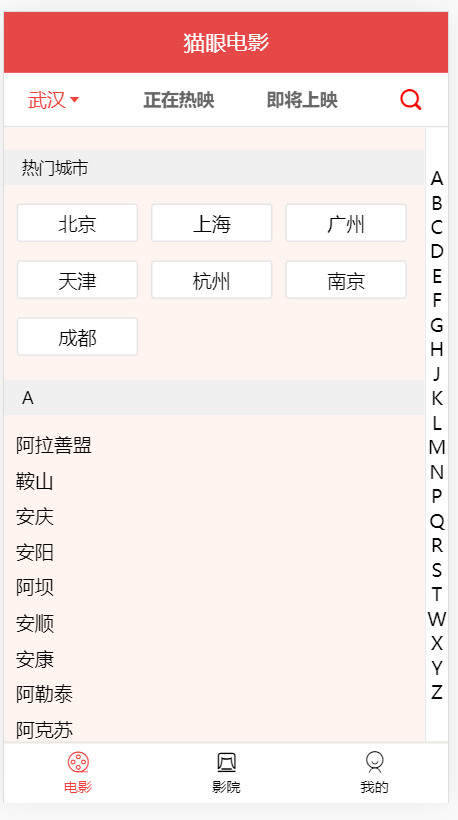 猫眼电影
武汉 正在热映 即将上映
热门城市
北京 上海 广州
天津 杭州 南京
成都
A
阿拉善盟
鞍山
安庆
安阳
阿坝
安顺
安康
阿勒泰
阿克苏
A
B
C
D
E
F
G
H
J
K
L
M
N
P
Q
R
S
T
W
X
Y
Z
电影 影院 我的